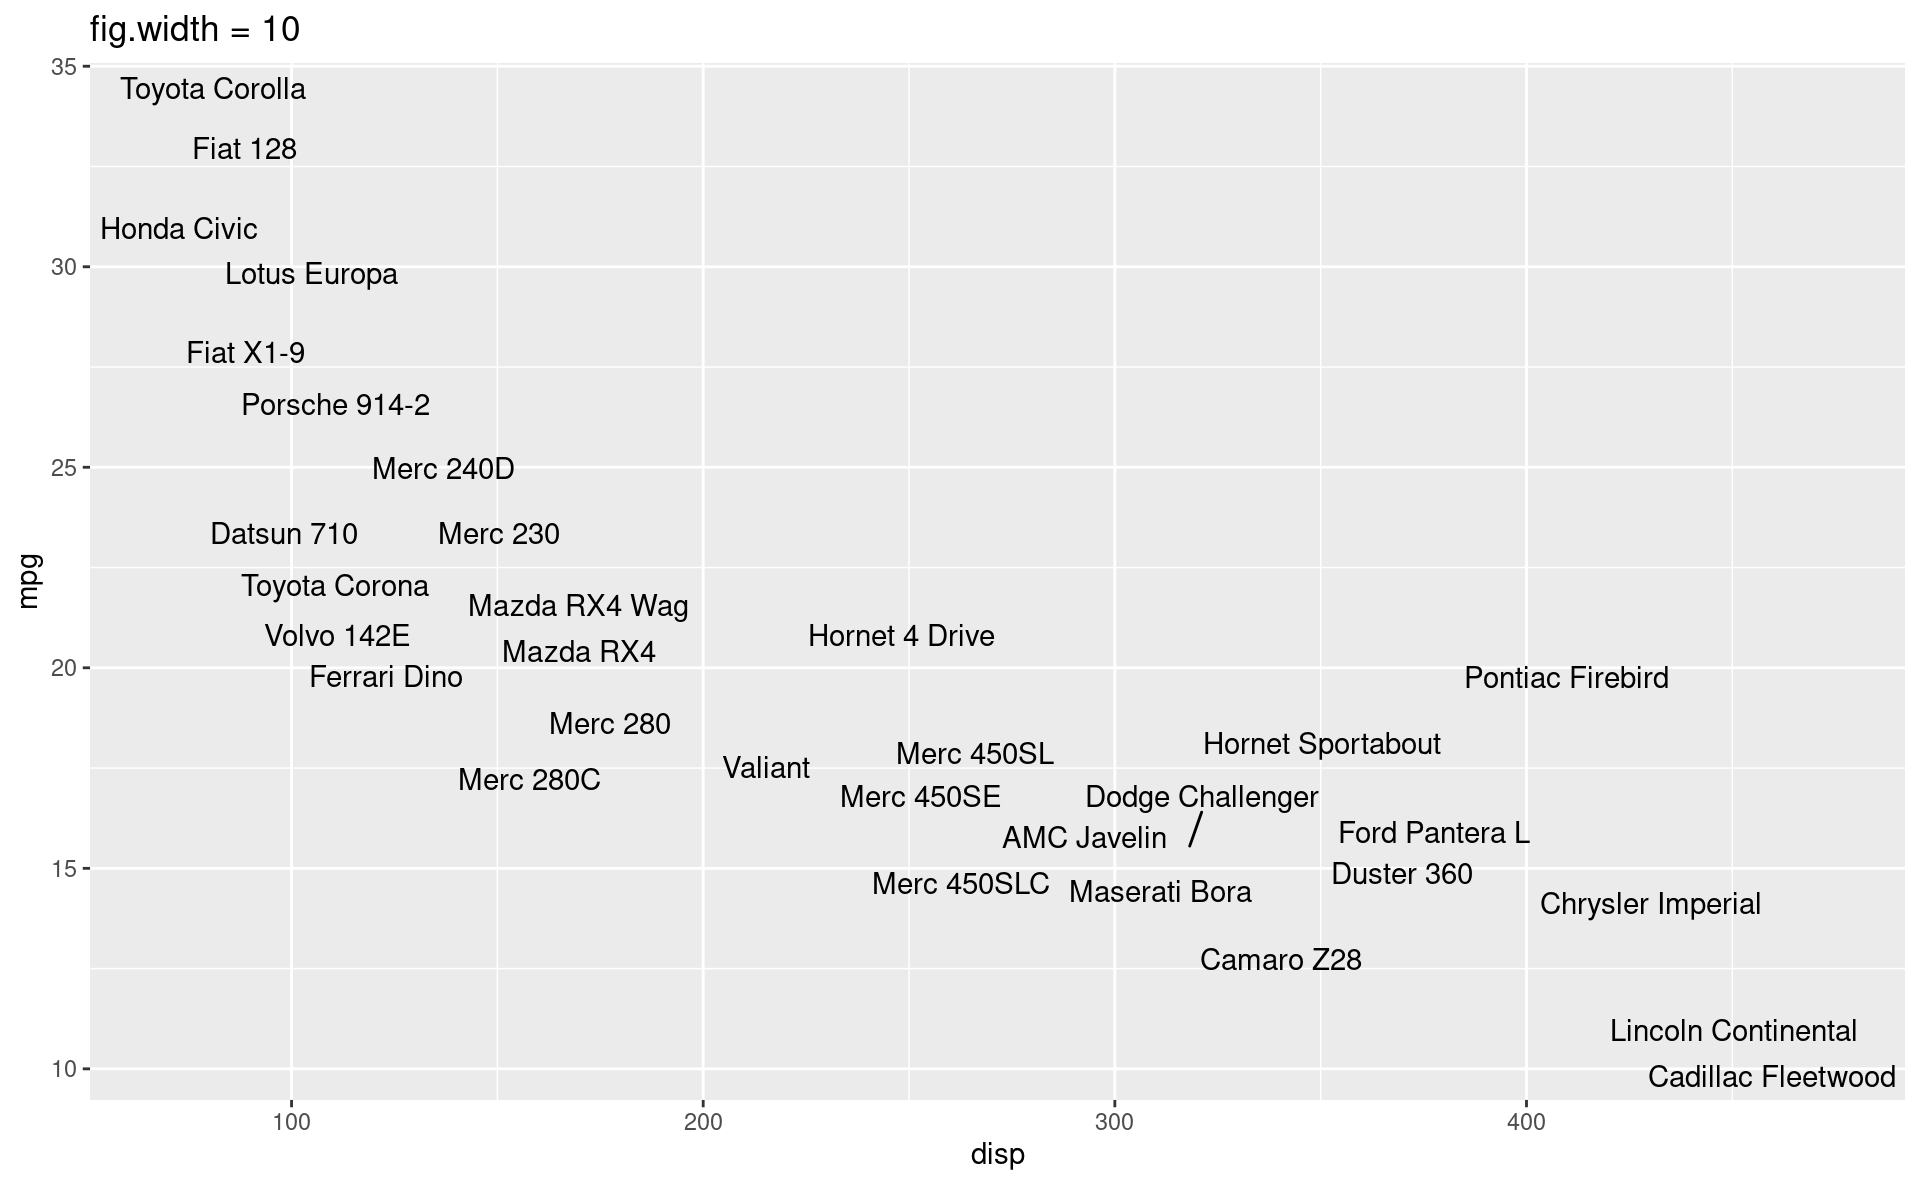 fig.width = 10
35
Toyota Corolla
Fiat 128
Honda Civic
30
Lotus Europa
Fiat X1-9
Porsche 914-2
25
Merc 240D
Datsun 710
Merc 230
mpg
Toyota Corona
Mazda RX4 Wag
Volvo 142E
Hornet 4 Drive
Mazda RX4
20
Ferrari Dino
Pontiac Firebird
Merc 280
Hornet Sportabout
Merc 450SL
Valiant
Merc 280C
Merc 450SE
Dodge Challenger
Ford Pantera L
AMC Javelin
15
Duster 360
Merc 450SLC
Maserati Bora
Chrysler Imperial
Camaro Z28
Lincoln Continental
10
Cadillac Fleetwood
100
200
300
400
disp